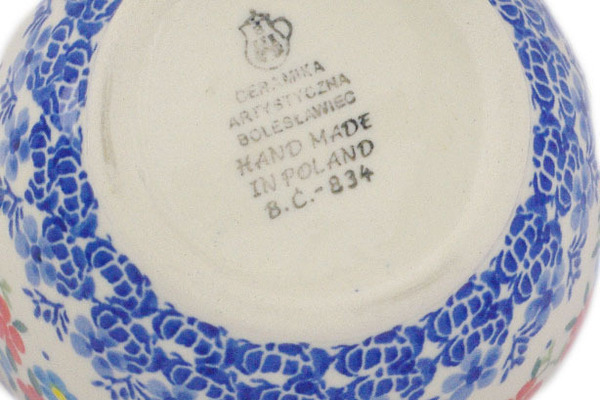 CERAMIKA
ARTYSTYCZNA
BOLESŁAWIEC
HAND MADE
IN POLAND
B.C.-834